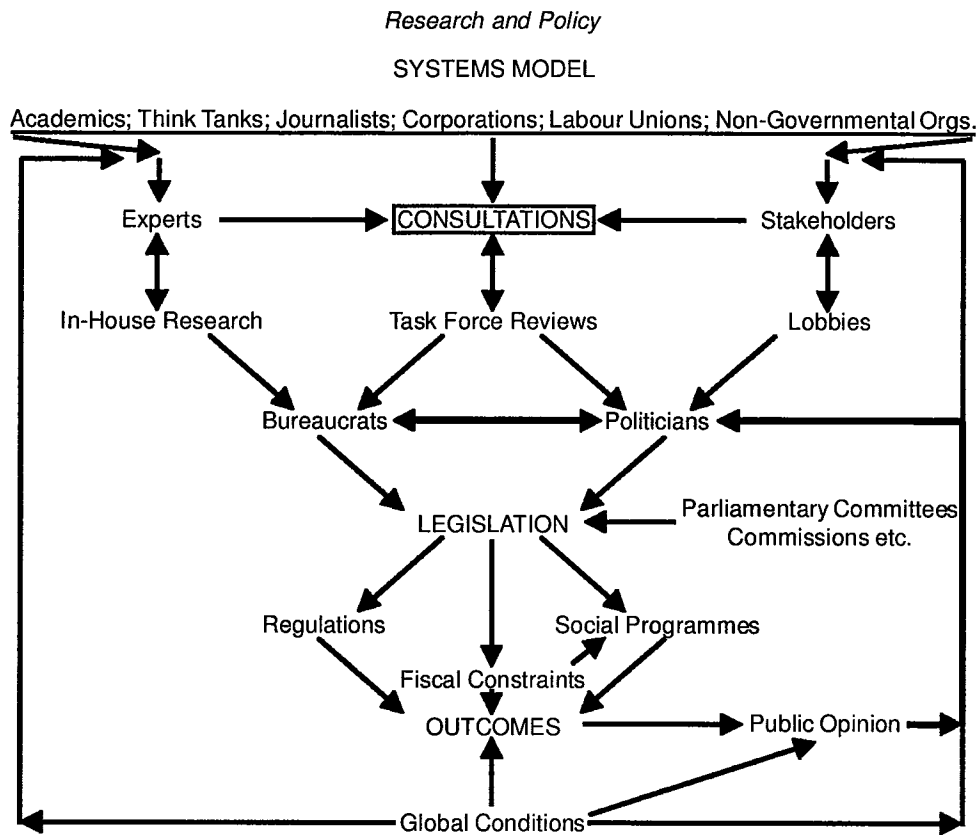 Research and Policy
SYSTEMS MODEL
Academics; Think Tanks; Journalists; Corporations; Labour Unions; Non-Governmental Orgs.
Experts
CONSULTATIONS
Stakeholders
In-House Research
Task Force Reviews
Lobbies
Bureaucrats
Politicians
LEGISLATION
Parliamentary Committees
Commissions etc.
Regulations
Social Programmes
Fiscal Constraints
OUTCOMES
Public Opinion
Global Conditions